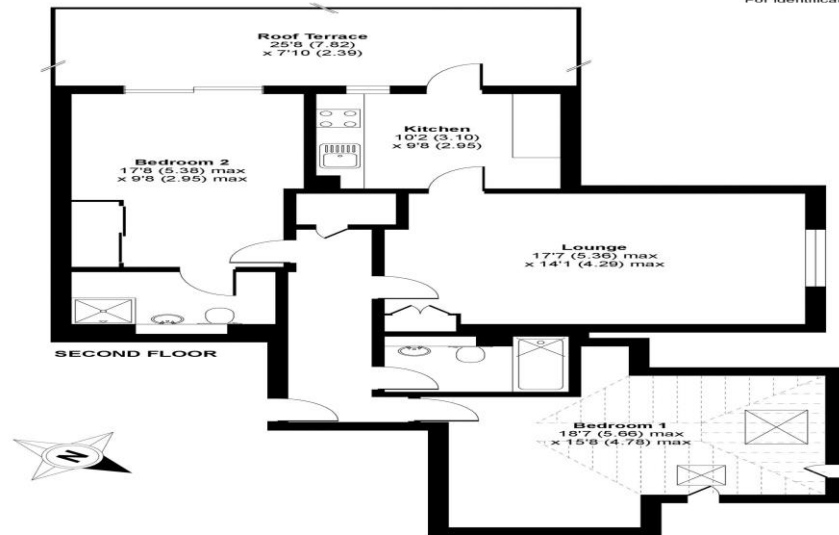 For identifica
Roof Terrace
25'8 (7.82)
x 7'10 (2.39)
Kitchen
10'2 (3.10)
x 9'8 (2.95)
Bedroom 2
17'8 (5.38) max
x 9'8 (2.95) max
Lounge
17'7 (5.36) max
x 14'1 (4.29) max
SECOND FLOOR
Bedroom 1
18'7 (5.66) max
x 15'8 (4.78) max
N